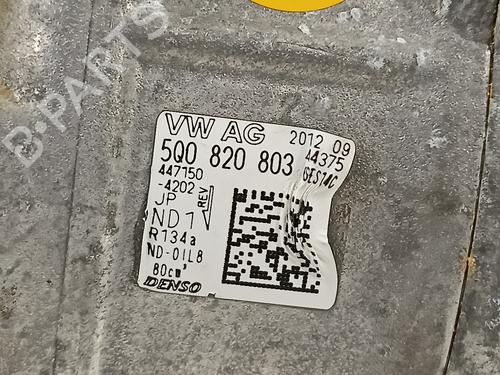 B-PARTS
VW AG 2012 09
5Q0 820 803 44375
447150
-4202
JP REV
ND 1
R134a
ND-OIL8
80cm³
DENSO